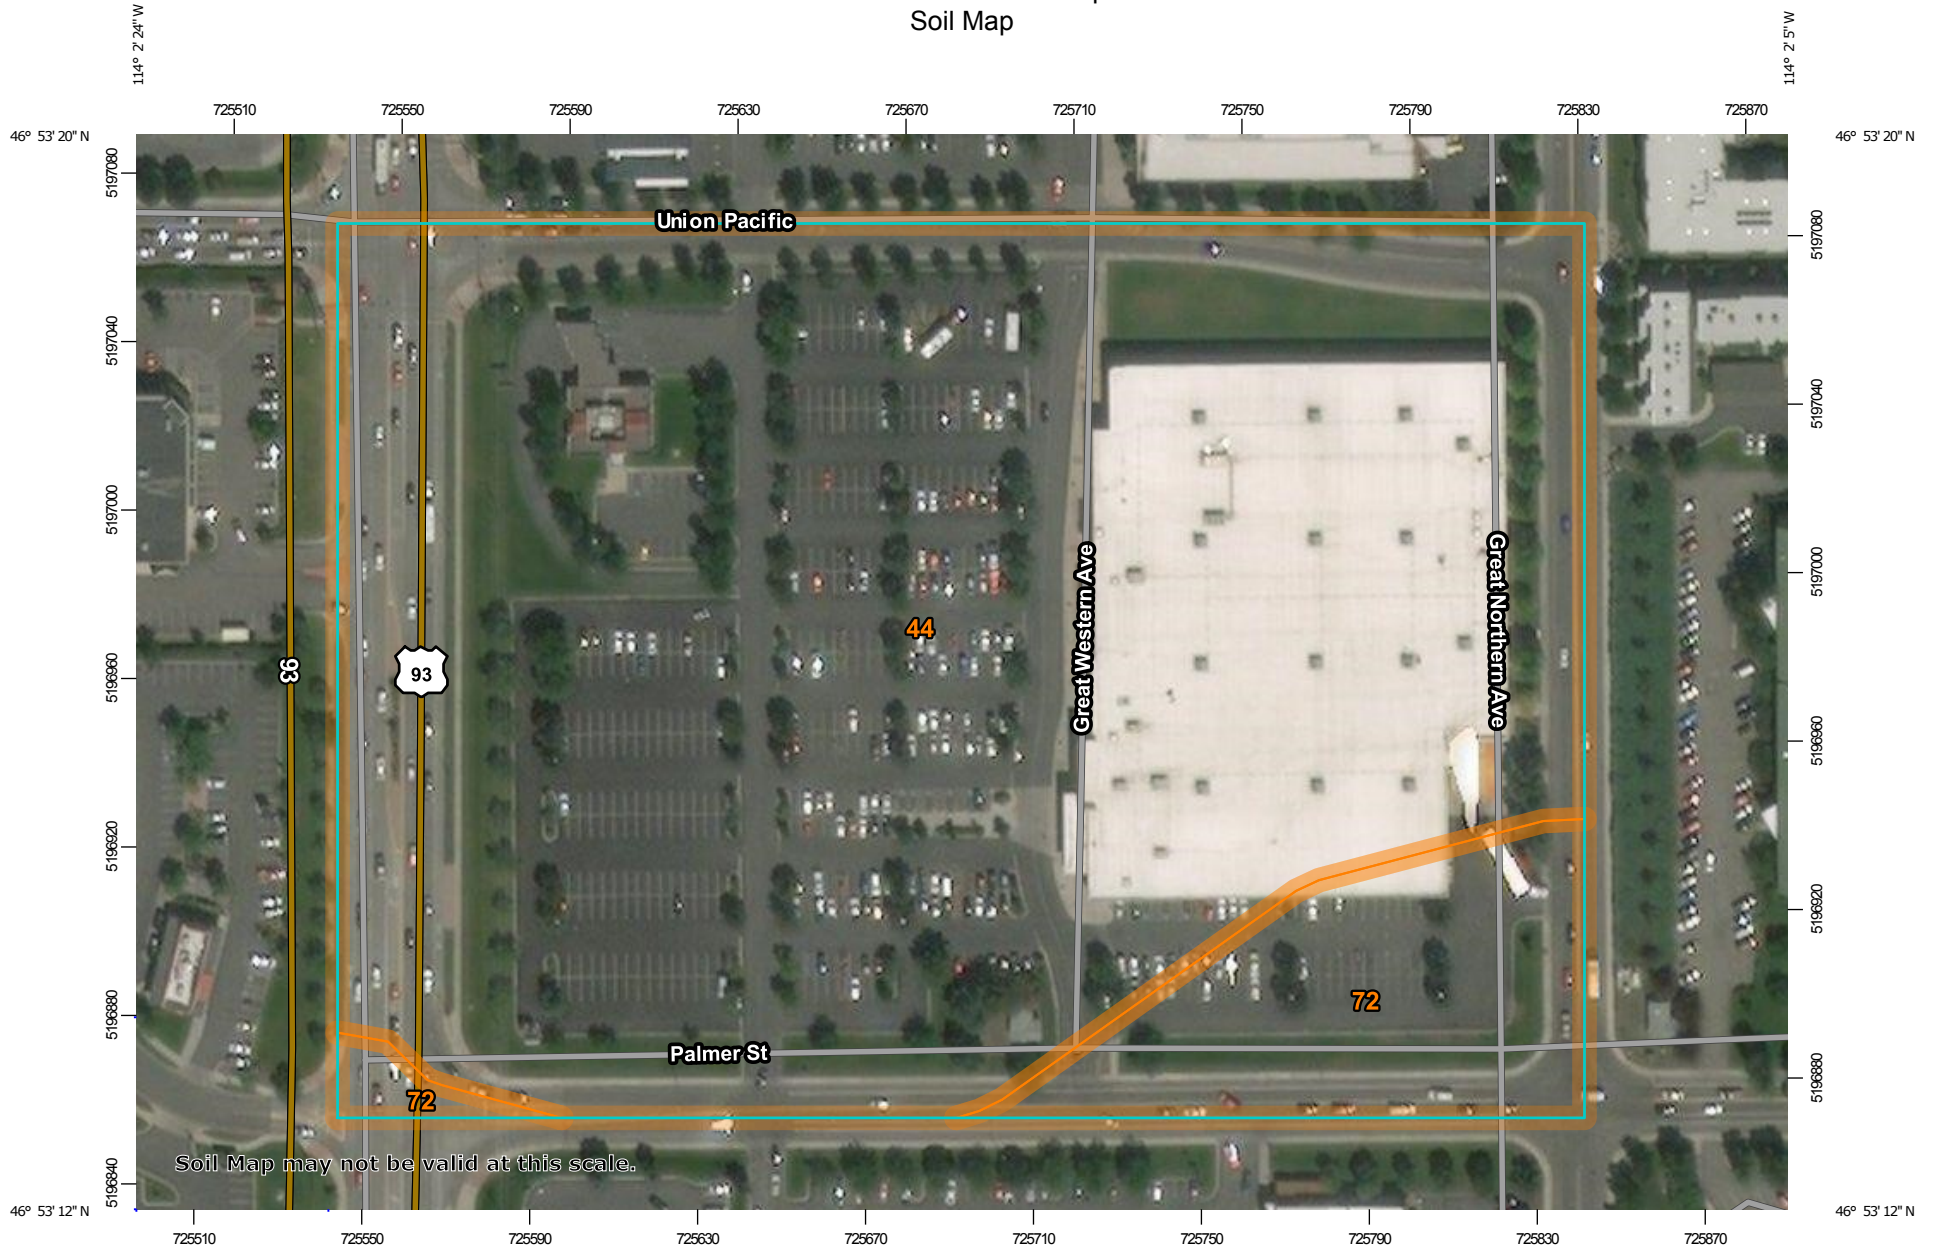 Soil Map
114° 2' 24" W
114° 2' 5" W
725510 725550 725590 725630 725670 725710 725750 725790 725830 725870
46° 53' 20" N
46° 53' 20" N
5197080
5197040
5197000
5196960
5196920
5196880
5196840
5197080
5197040
5197000
5196960
5196920
5196880
Union Pacific
Great Western Ave
Great Northern Ave
44
93
93
72
Palmer St
72
Soil Map may not be valid at this scale.
46° 53' 12" N
46° 53' 12" N
725510 725550 725590 725630 725670 725710 725750 725790 725830 725870